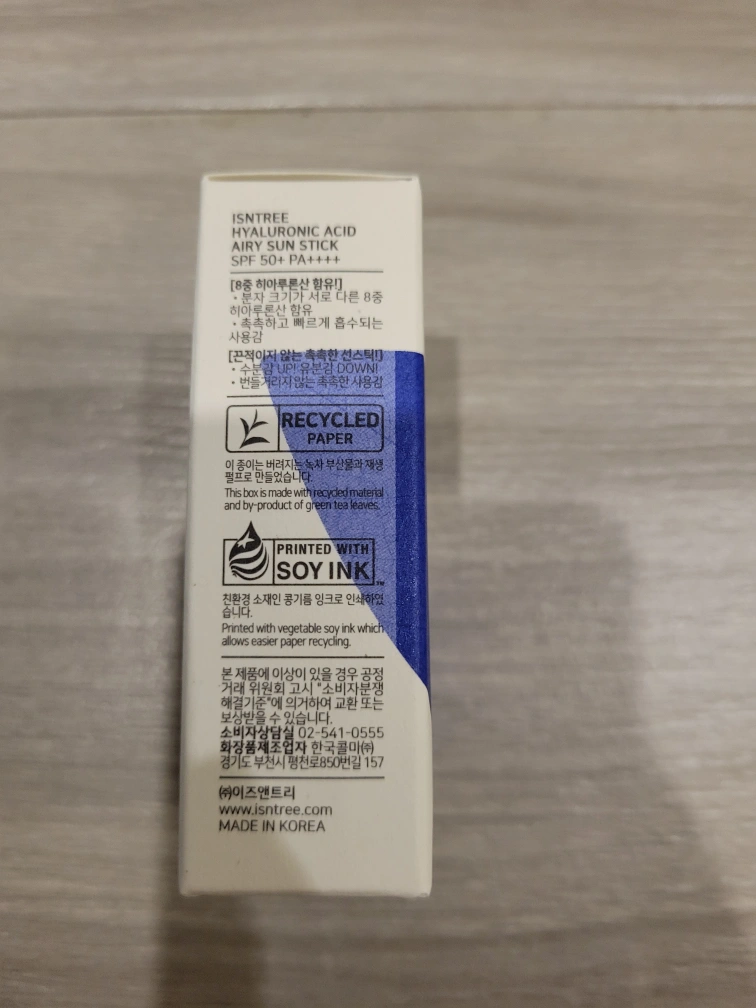 ISNTREE
HYALURONIC ACID
AIRY SUN STICK
SPF 50+ PA++++
[8중 히아루론산 함유!]
• 분자 크기가 서로 다른 8중
히아루론산 함유
• 촉촉하고 빠르게 흡수되는
사용감
[끈적이지 않는 촉촉한 선스틱!]
• 수분감 UP! 유분감 DOWN!
• 번들거리지 않는 촉촉한 사용감
RECYCLED
PAPER
이 종이는 버려지는 녹차 부산물과 재생
펄프로 만들었습니다.
This box is made with recycled material
and by-product of green tea leaves.
PRINTED WITH
SOY INK™
친환경 소재인 콩기름 잉크로 인쇄하였
습니다.
Printed with vegetable soy ink which
allows easier paper recycling.
본 제품에 이상이 있을 경우 공정
거래 위원회 고시 "소비자분쟁
해결기준"에 의거하여 교환 또는
보상받을 수 있습니다.
소비자상담실 02-541-0555
화장품제조업자 한국콜마㈜
경기도 부천시 평천로850번길 157
㈜이즈앤트리
www.isntree.com
MADE IN KOREA